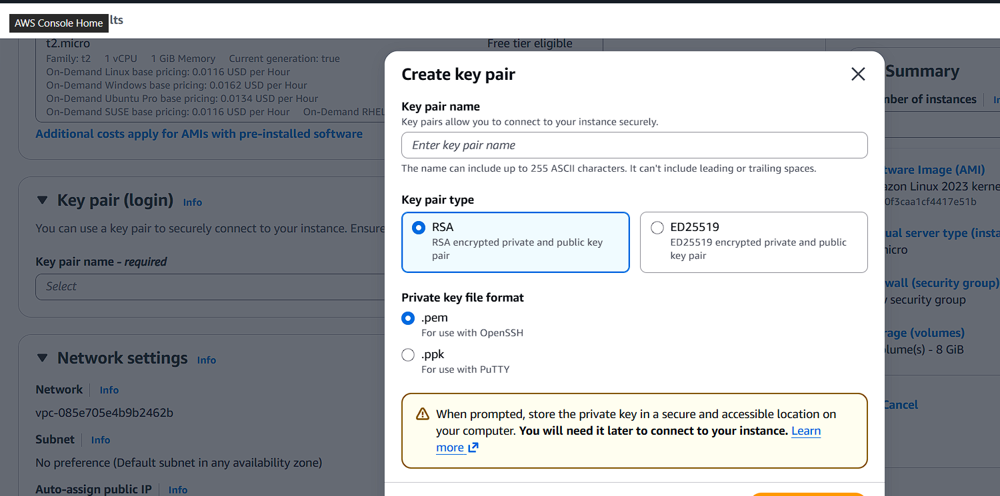 AWS Console Home
lts
t2.micro
Free tier eligible
Family: t2 1 vCPU 1 GiB Memory Current generation: true
On-Demand Linux base pricing: 0.0116 USD per Hour
On-Demand Windows base pricing: 0.0162 USD per Hour
On-Demand Ubuntu Pro base pricing: 0.0134 USD per Hour
On-Demand SUSE base pricing: 0.0116 USD per Hour On-Demand RHEL
Additional costs apply for AMIs with pre-installed software
Key pair (login) Info
You can use a key pair to securely connect to your instance. Ensure
Key pair name - required
Select
Network settings Info
Network Info
vpc-085e705e4b9b2462b
Subnet Info
No preference (Default subnet in any availability zone)
Auto-assign public IP Info
Create key pair
Key pair name
Key pairs allow you to connect to your instance securely.
Enter key pair name
The name can include up to 255 ASCII characters. It can't include leading or trailing spaces.
Key pair type
RSA
RSA encrypted private and public key
pair
ED25519
ED25519 encrypted private and public
key pair
Private key file format
.pem
For use with OpenSSH
.ppk
For use with PuTTY
When prompted, store the private key in a secure and accessible location on
your computer. You will need it later to connect to your instance. Learn
more
Summary
nber of instances In
tware Image (AMI)
azon Linux 2023 kerne
0f3caa1cf4417e51b
ual server type (insta
micro
wall (security group)
security group
rage (volumes)
lume(s) - 8 GiB
Cancel